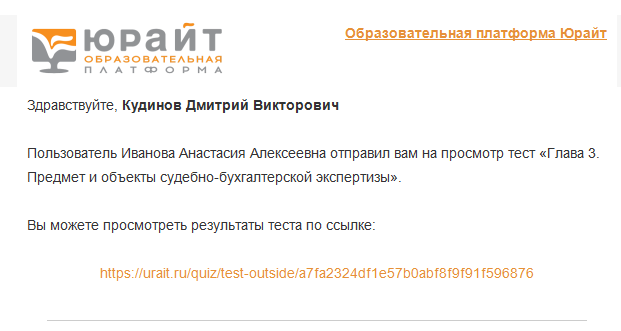 ЮРАЙТ
ОБРАЗОВАТЕЛЬНАЯ
ПЛАТФОРМА
Образовательная платформа Юрайт
Здравствуйте, Кудинов Дмитрий Викторович
Пользователь Иванова Анастасия Алексеевна отправил вам на просмотр тест «Глава 3.
Предмет и объекты судебно-бухгалтерской экспертизы».
Вы можете просмотреть результаты теста по ссылке:
https://urait.ru/quiz/test-outside/a7fa2324df1e57b0abf8f9f91f596876